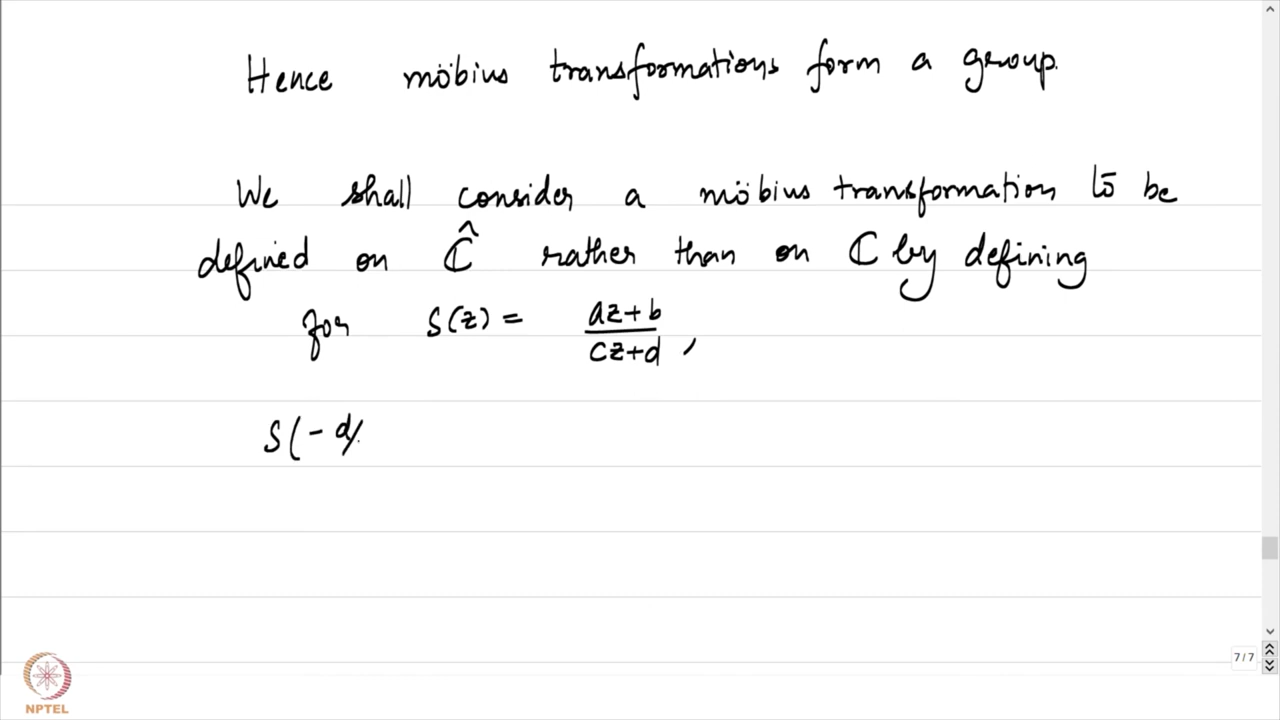 Hence möbius transformations form a group.
We shall consider a möbius transformation to be
defined on Ĉ rather than on ℂ by defining
for S(z) = az+b / cz+d ,
S(- d/
7/7
NPTEL